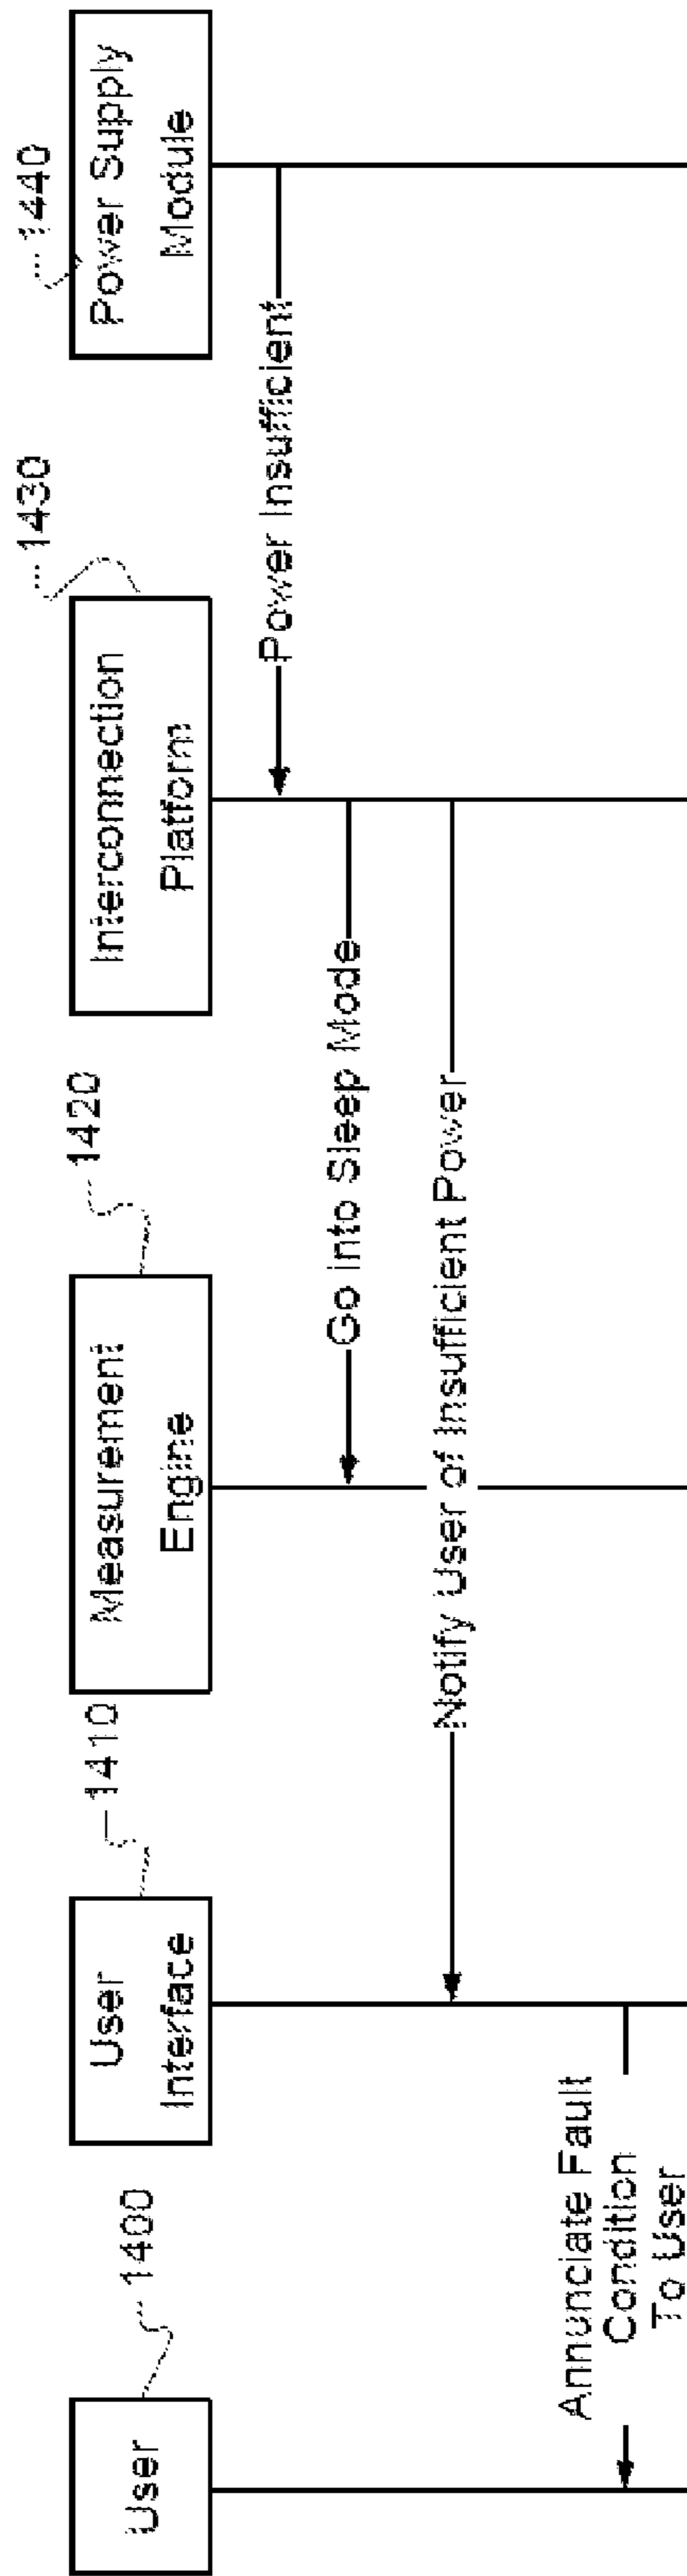 User
1400
User
Interface
1410
Measurement
Engine
1420
Interconnection
Platform
1430
Power Supply
Module
1440
Power Insufficient
Go into Sleep Mode
Notify User of Insufficient Power
Annunciate Fault
Condition
To User